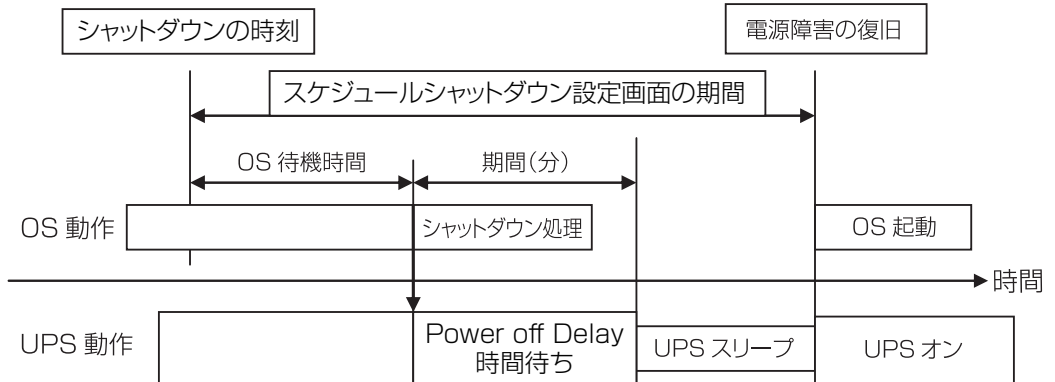 シャットダウンの時刻
電源障害の復旧
スケジュールシャットダウン設定画面の期間
OS 待機時間
期間(分)
OS 動作
シャットダウン処理
OS 起動
時間
UPS 動作
Power off Delay
時間待ち
UPS スリープ
UPS オン